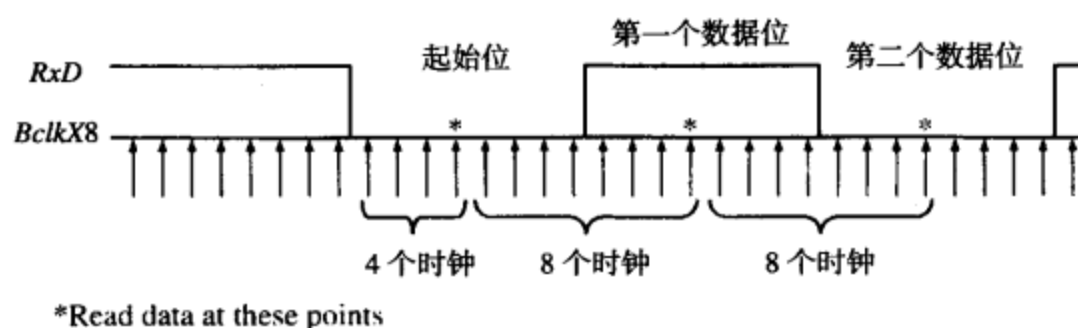 第一个数据位
起始位
第二个数据位
RxD
BclkX8
* * *
4 个时钟
8 个时钟
8 个时钟
*Read data at these points